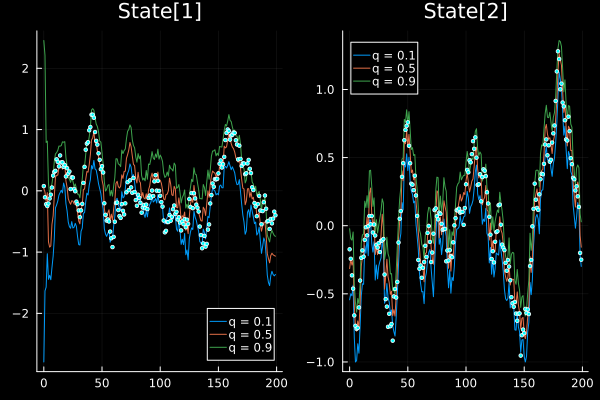 State[1]
2
1
0
−1
−2
0
50
100
150
200
q = 0.1
q = 0.5
q = 0.9
State[2]
1.0
0.5
0.0
−0.5
−1.0
0
50
100
150
200
q = 0.1
q = 0.5
q = 0.9